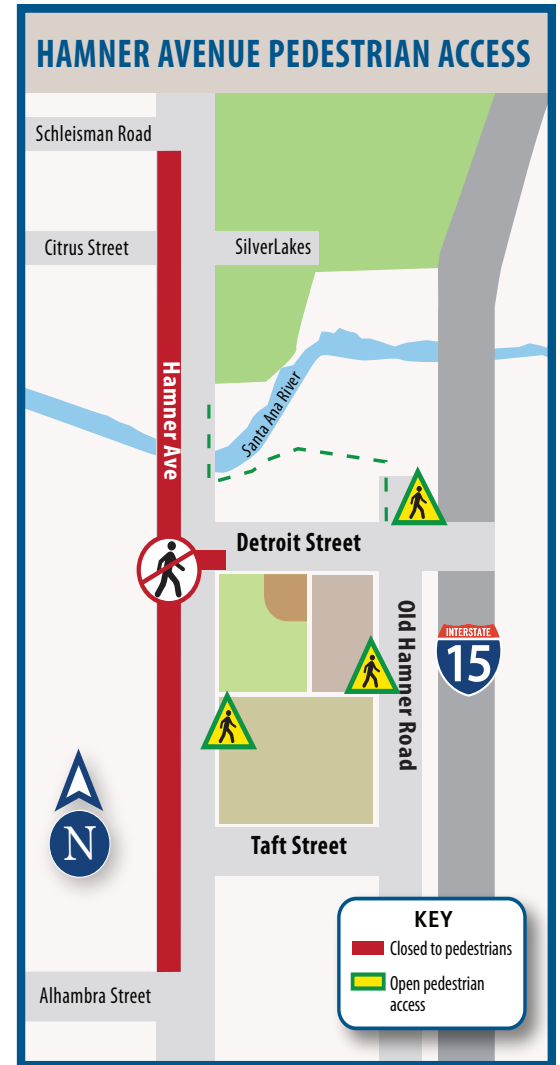 HAMNER AVENUE PEDESTRIAN ACCESS
Schleisman Road
Citrus Street
SilverLakes
Hamner Ave
Santa Ana River
Detroit Street
Old Hamner Road
INTERSTATE
15
N
Taft Street
KEY
Closed to pedestrians
Open pedestrian
access
Alhambra Street